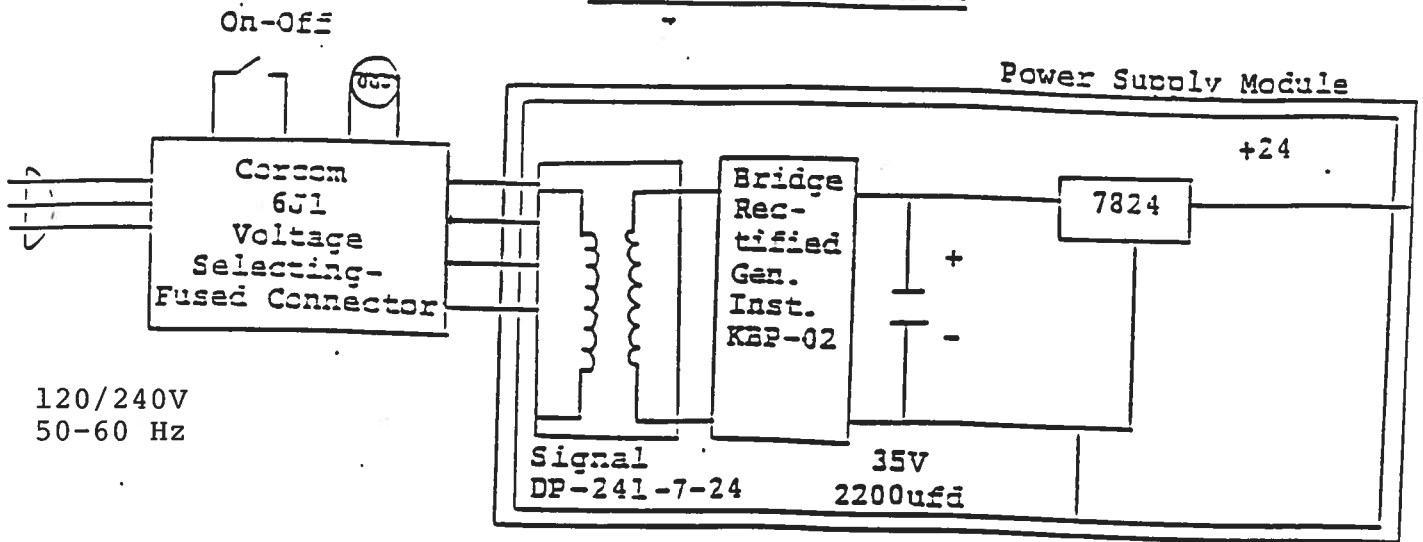 On-Off
Power Supply Module
Corcom
6J1
Voltage
Selecting-
Fused Connector
120/240V
50-60 Hz
Signal
DP-241-7-24
Bridge
Rec-
tified
Gen.
Inst.
KBP-02
+
-
35V
2200ufd
7824
+24